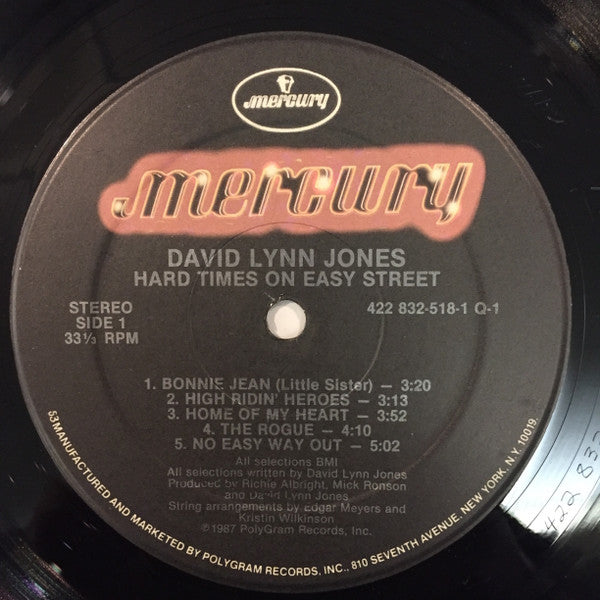 mercury
mercury
DAVID LYNN JONES
HARD TIMES ON EASY STREET
STEREO
SIDE 1
33⅓ RPM
422 832-518-1 Q-1
1. BONNIE JEAN (Little Sister) — 3:20
2. HIGH RIDIN' HEROES — 3:13
3. HOME OF MY HEART — 3:52
4. THE ROGUE — 4:10
5. NO EASY WAY OUT — 5:02
All selections BMI
All selections written by David Lynn Jones
Produced by Richie Albright, Mick Ronson
and David Lynn Jones
String arrangements by Edgar Meyers and
Kristin Wilkinson
©1987 PolyGram Records, Inc.
53 MANUFACTURED AND MARKETED BY POLYGRAM RECORDS, INC., 810 SEVENTH AVENUE, NEW YORK, N.Y. 10019.
422 832